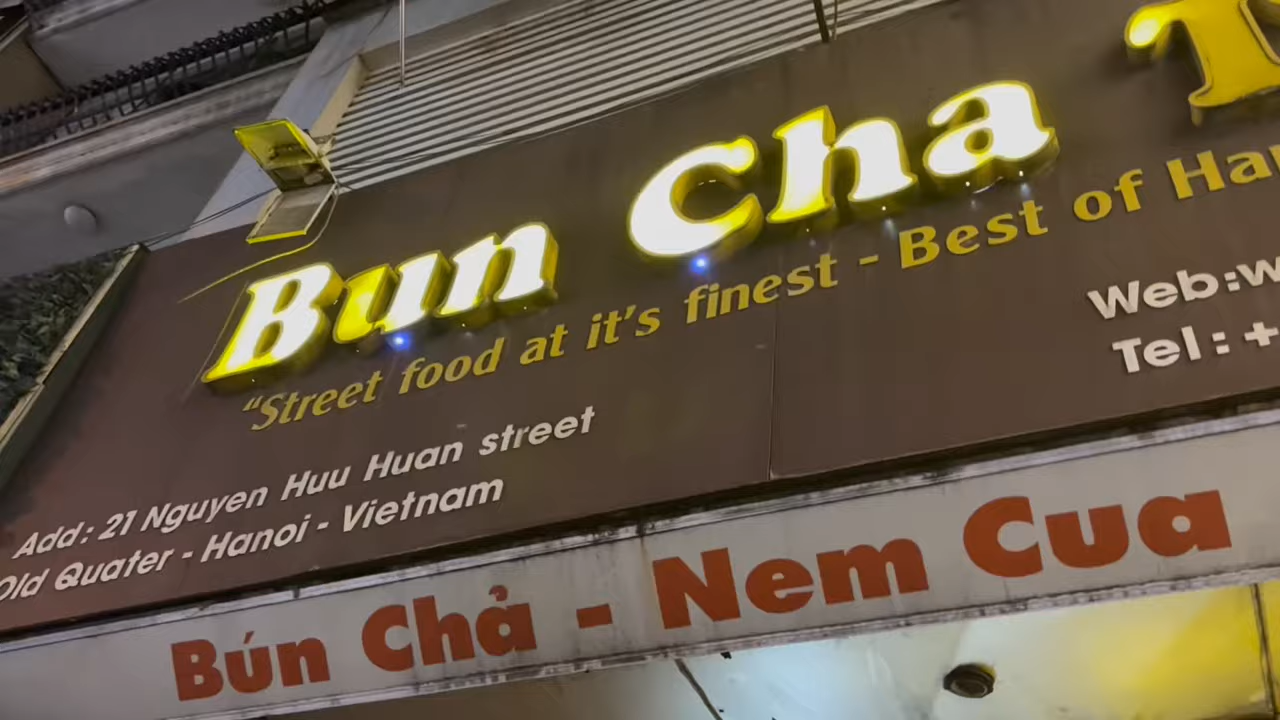 Bun Cha T
"Street food at it's finest - Best of Han
Web:w
Tel: +
Add: 21 Nguyen Huu Huan street
Old Quater - Hanoi - Vietnam
Bún Chả - Nem Cua